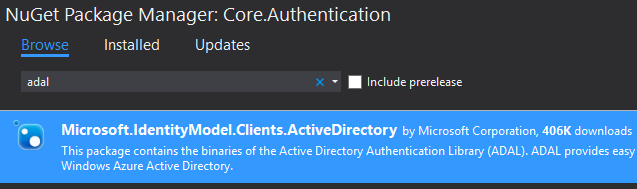 NuGet Package Manager: Core.Authentication
Browse Installed Updates
adal Include prerelease
Microsoft.IdentityModel.Clients.ActiveDirectory by Microsoft Corporation, 406K downloads
This package contains the binaries of the Active Directory Authentication Library (ADAL). ADAL provides easy
Windows Azure Active Directory.